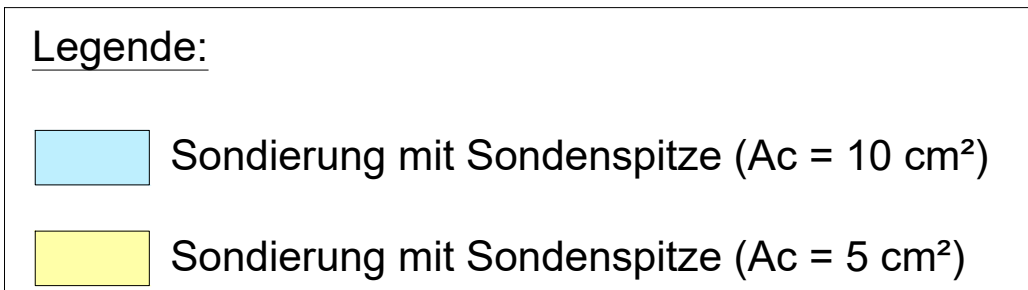 Legende:
Sondierung mit Sondenspitze (Ac = 10 cm²)
Sondierung mit Sondenspitze (Ac = 5 cm²)